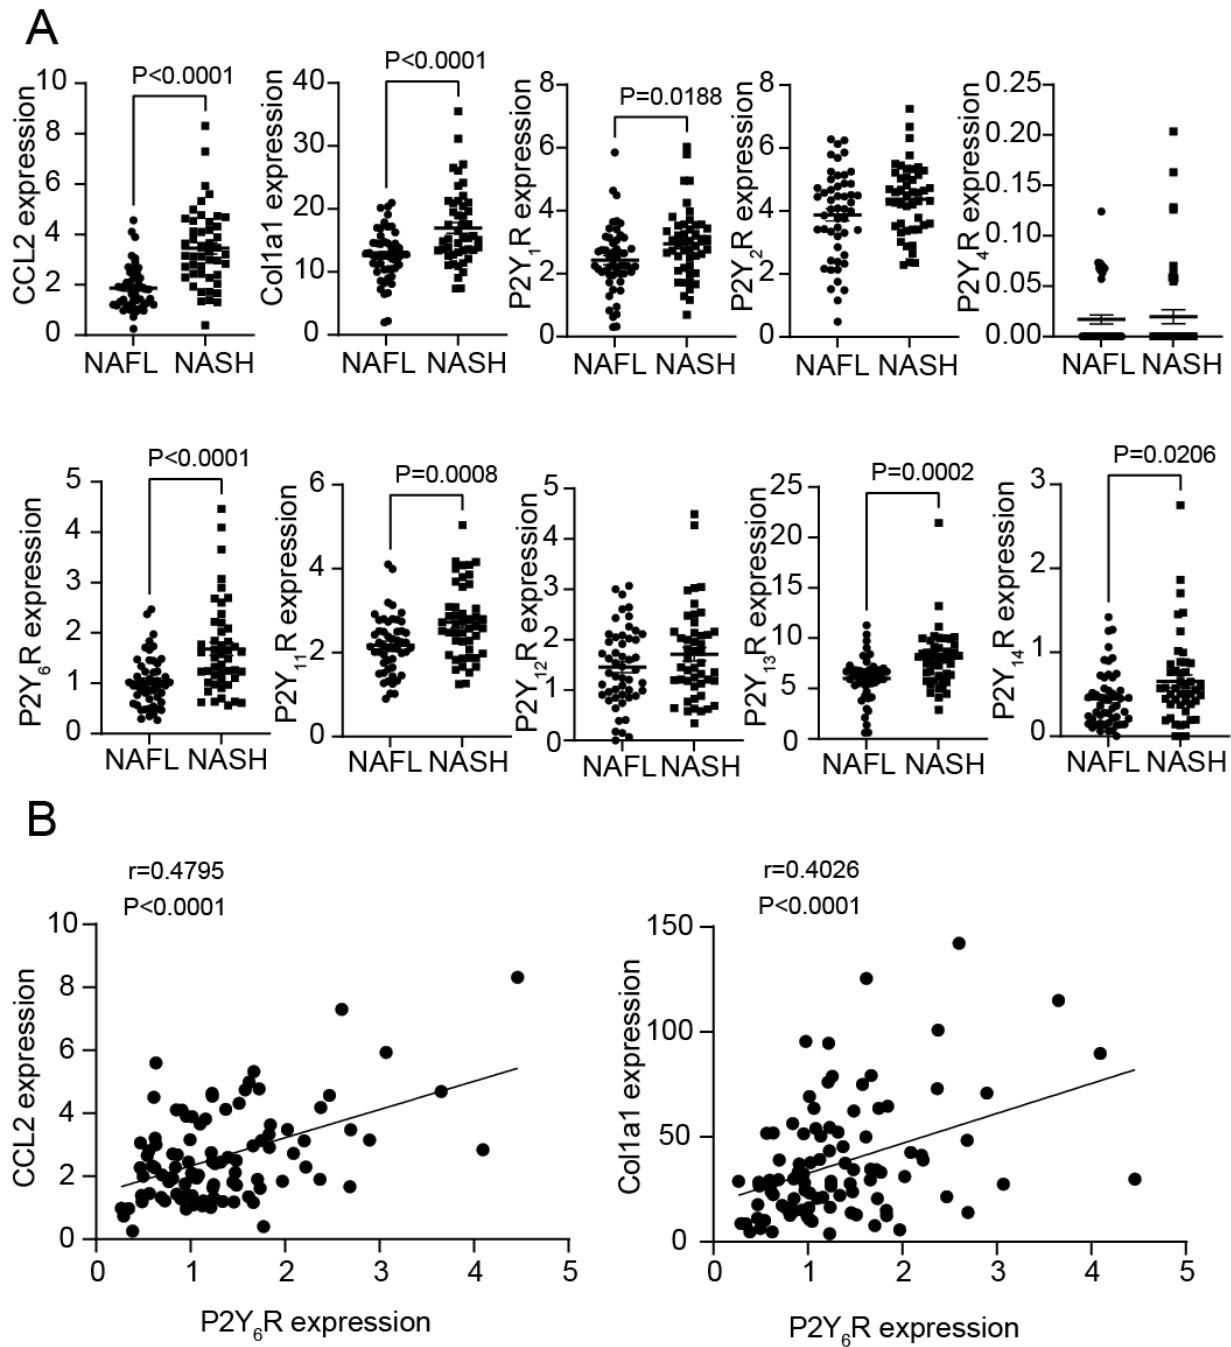 A
P<0.0001
P<0.0001
P=0.0188
CCL2 expression
10
8
6
4
2
0
NAFL NASH
Col1a1 expression
40
30
20
10
0
NAFL NASH
P2Y1R expression
8
6
4
2
0
NAFL NASH
P2Y2R expression
8
6
4
2
0
NAFL NASH
P2Y4R expression
0.25
0.20
0.15
0.10
0.05
0.00
NAFL NASH
P<0.0001
P=0.0008
P=0.0002
P=0.0206
P2Y6R expression
5
4
3
2
1
0
NAFL NASH
P2Y11R expression
6
4
2
0
NAFL NASH
P2Y12R expression
5
4
3
2
1
0
NAFL NASH
P2Y13R expression
25
20
15
10
5
0
NAFL NASH
P2Y14R expression
3
2
1
0
NAFL NASH
B
r=0.4795
P<0.0001
CCL2 expression
10
8
6
4
2
0
0 1 2 3 4 5
P2Y6R expression
r=0.4026
P<0.0001
Col1a1 expression
150
100
50
0
0 1 2 3 4 5
P2Y6R expression